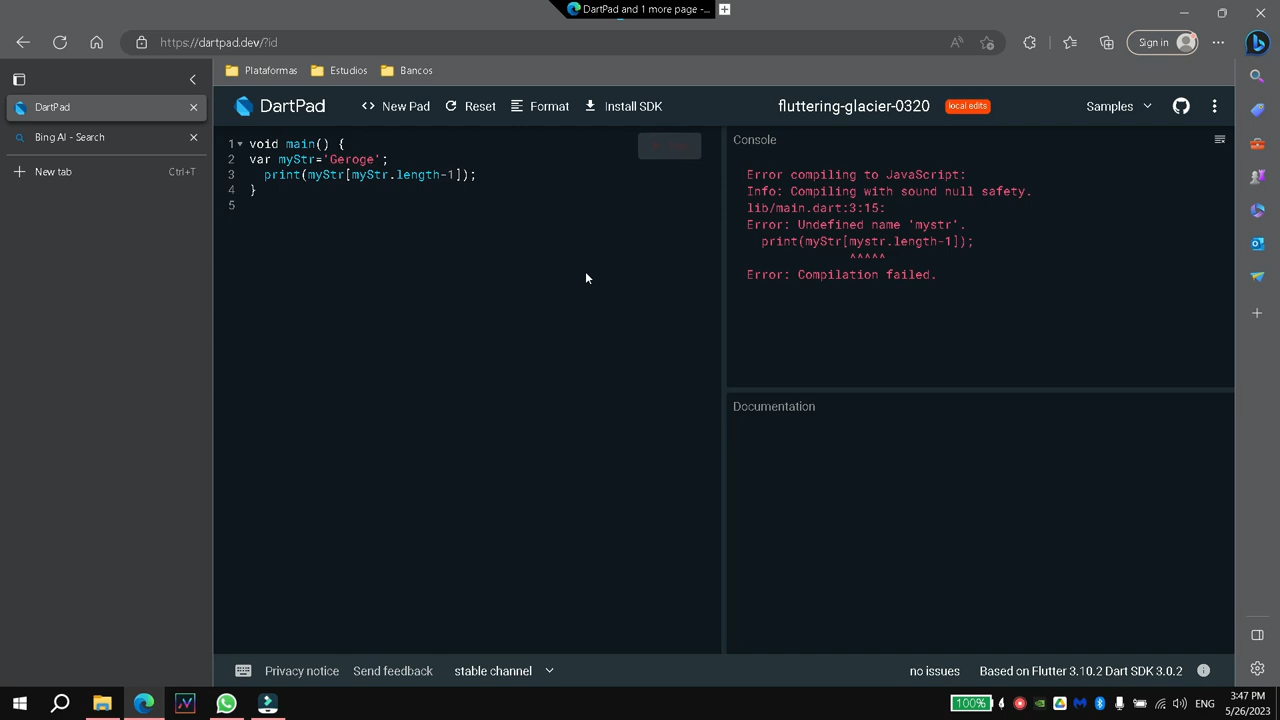 DartPad and 1 more page -...
https://dartpad.dev/?id
Sign in
Plataformas
Estudios
Bancos
DartPad
Bing AI - Search
New tab
Ctrl+T
DartPad
New Pad
Reset
Format
Install SDK
fluttering-glacier-0320
local edits
Samples
1 void main() {
2 var myStr='Geroge';
3 print(myStr[myStr.length-1]);
4 }
5
Console
Error compiling to JavaScript:
Info: Compiling with sound null safety.
lib/main.dart:3:15:
Error: Undefined name 'mystr'.
print(myStr[mystr.length-1]);
^^^^^
Error: Compilation failed.
Documentation
Privacy notice
Send feedback
stable channel
no issues
Based on Flutter 3.10.2 Dart SDK 3.0.2
100%
ENG
3:47 PM
5/26/2023